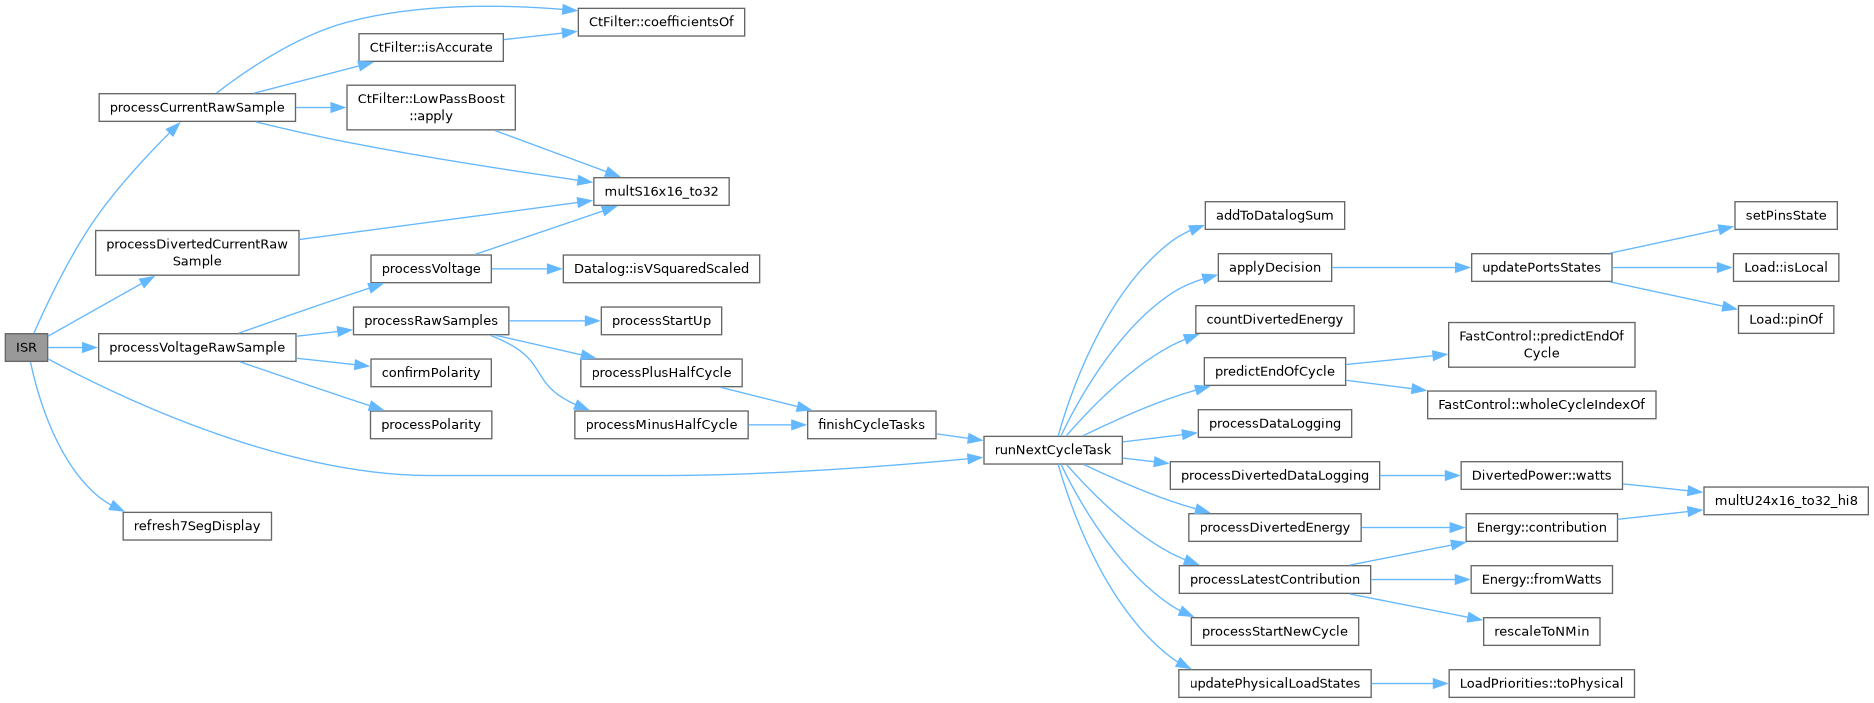 ISR
processCurrentRawSample
processDivertedCurrentRaw
Sample
processVoltageRawSample
refresh7SegDisplay
CtFilter::isAccurate
CtFilter::LowPassBoost
::apply
processVoltage
processRawSamples
confirmPolarity
processPolarity
CtFilter::coefficientsOf
multS16x16_to32
Datalog::isVSquaredScaled
processStartUp
processPlusHalfCycle
processMinusHalfCycle
finishCycleTasks
runNextCycleTask
addToDatalogSum
applyDecision
countDivertedEnergy
predictEndOfCycle
processDataLogging
processDivertedDataLogging
processDivertedEnergy
processLatestContribution
processStartNewCycle
updatePhysicalLoadStates
updatePortsStates
FastControl::predictEndOf
Cycle
FastControl::wholeCycleIndexOf
DivertedPower::watts
Energy::contribution
Energy::fromWatts
rescaleToNMin
LoadPriorities::toPhysical
setPinsState
Load::isLocal
Load::pinOf
multU24x16_to32_hi8